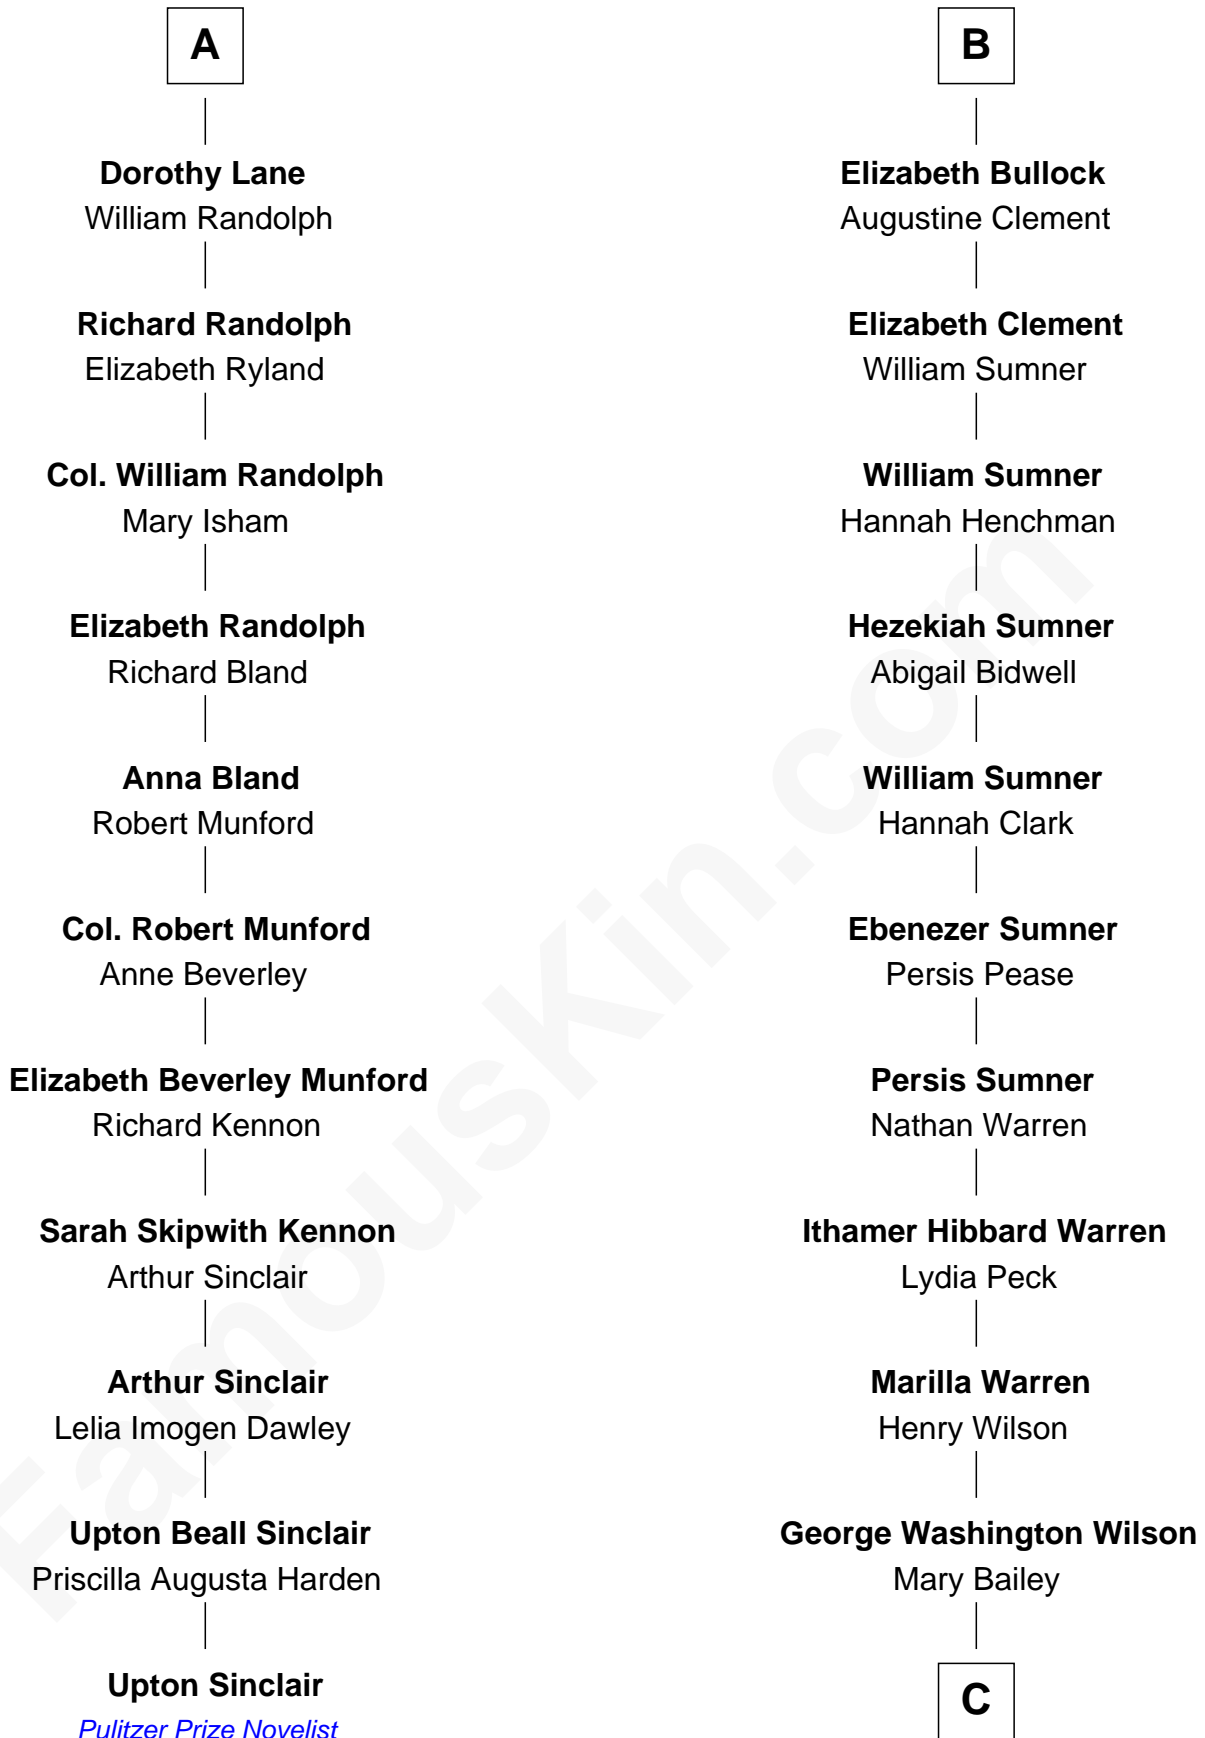 A
Dorothy Lane
William Randolph
Richard Randolph
Elizabeth Ryland
Col. William Randolph
Mary Isham
Elizabeth Randolph
Richard Bland
Anna Bland
Robert Munford
Col. Robert Munford
Anne Beverley
Elizabeth Beverley Munford
Richard Kennon
Sarah Skipwith Kennon
Arthur Sinclair
Arthur Sinclair
Lelia Imogen Dawley
Upton Beall Sinclair
Priscilla Augusta Harden
Upton Sinclair
Pulitzer Prize Novelist
B
Elizabeth Bullock
Augustine Clement
Elizabeth Clement
William Sumner
William Sumner
Hannah Henchman
Hezekiah Sumner
Abigail Bidwell
William Sumner
Hannah Clark
Ebenezer Sumner
Persis Pease
Persis Sumner
Nathan Warren
Ithamer Hibbard Warren
Lydia Peck
Marilla Warren
Henry Wilson
George Washington Wilson
Mary Bailey
C
FamousKin.com